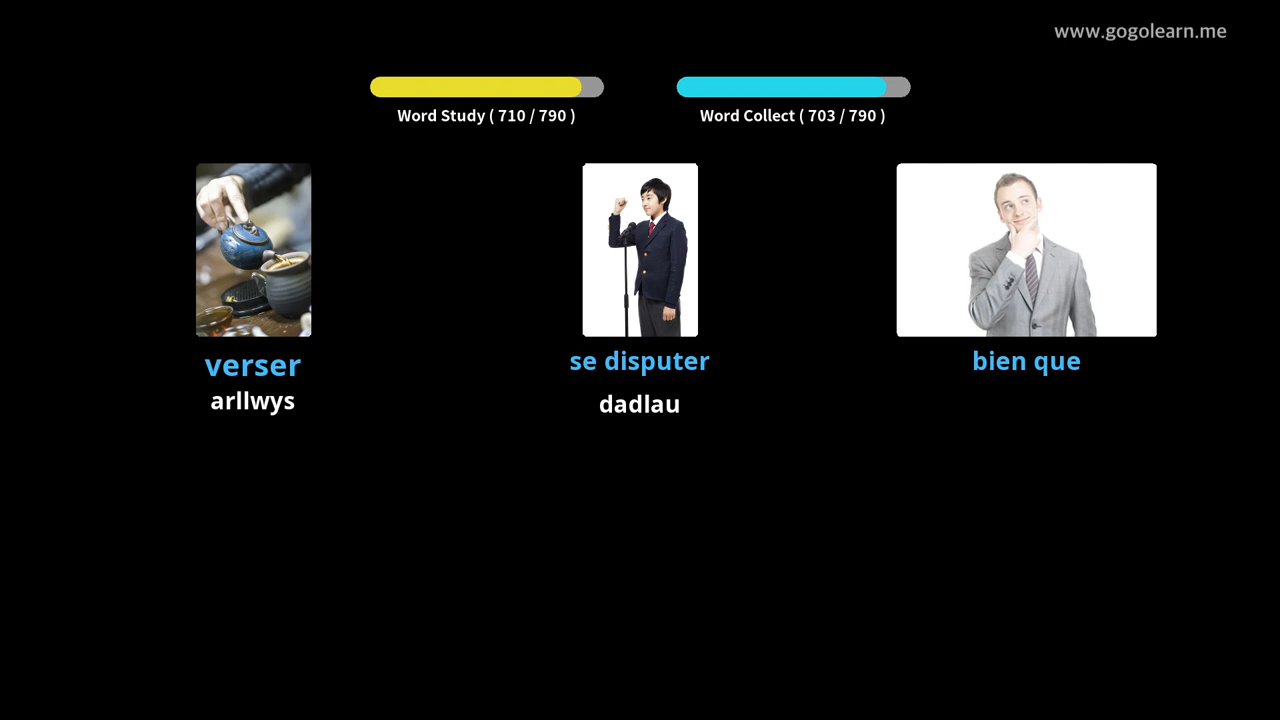 www.gogolearn.me
Word Study ( 710 / 790 )
Word Collect ( 703 / 790 )
verser
arllwys
se disputer
dadlau
bien que